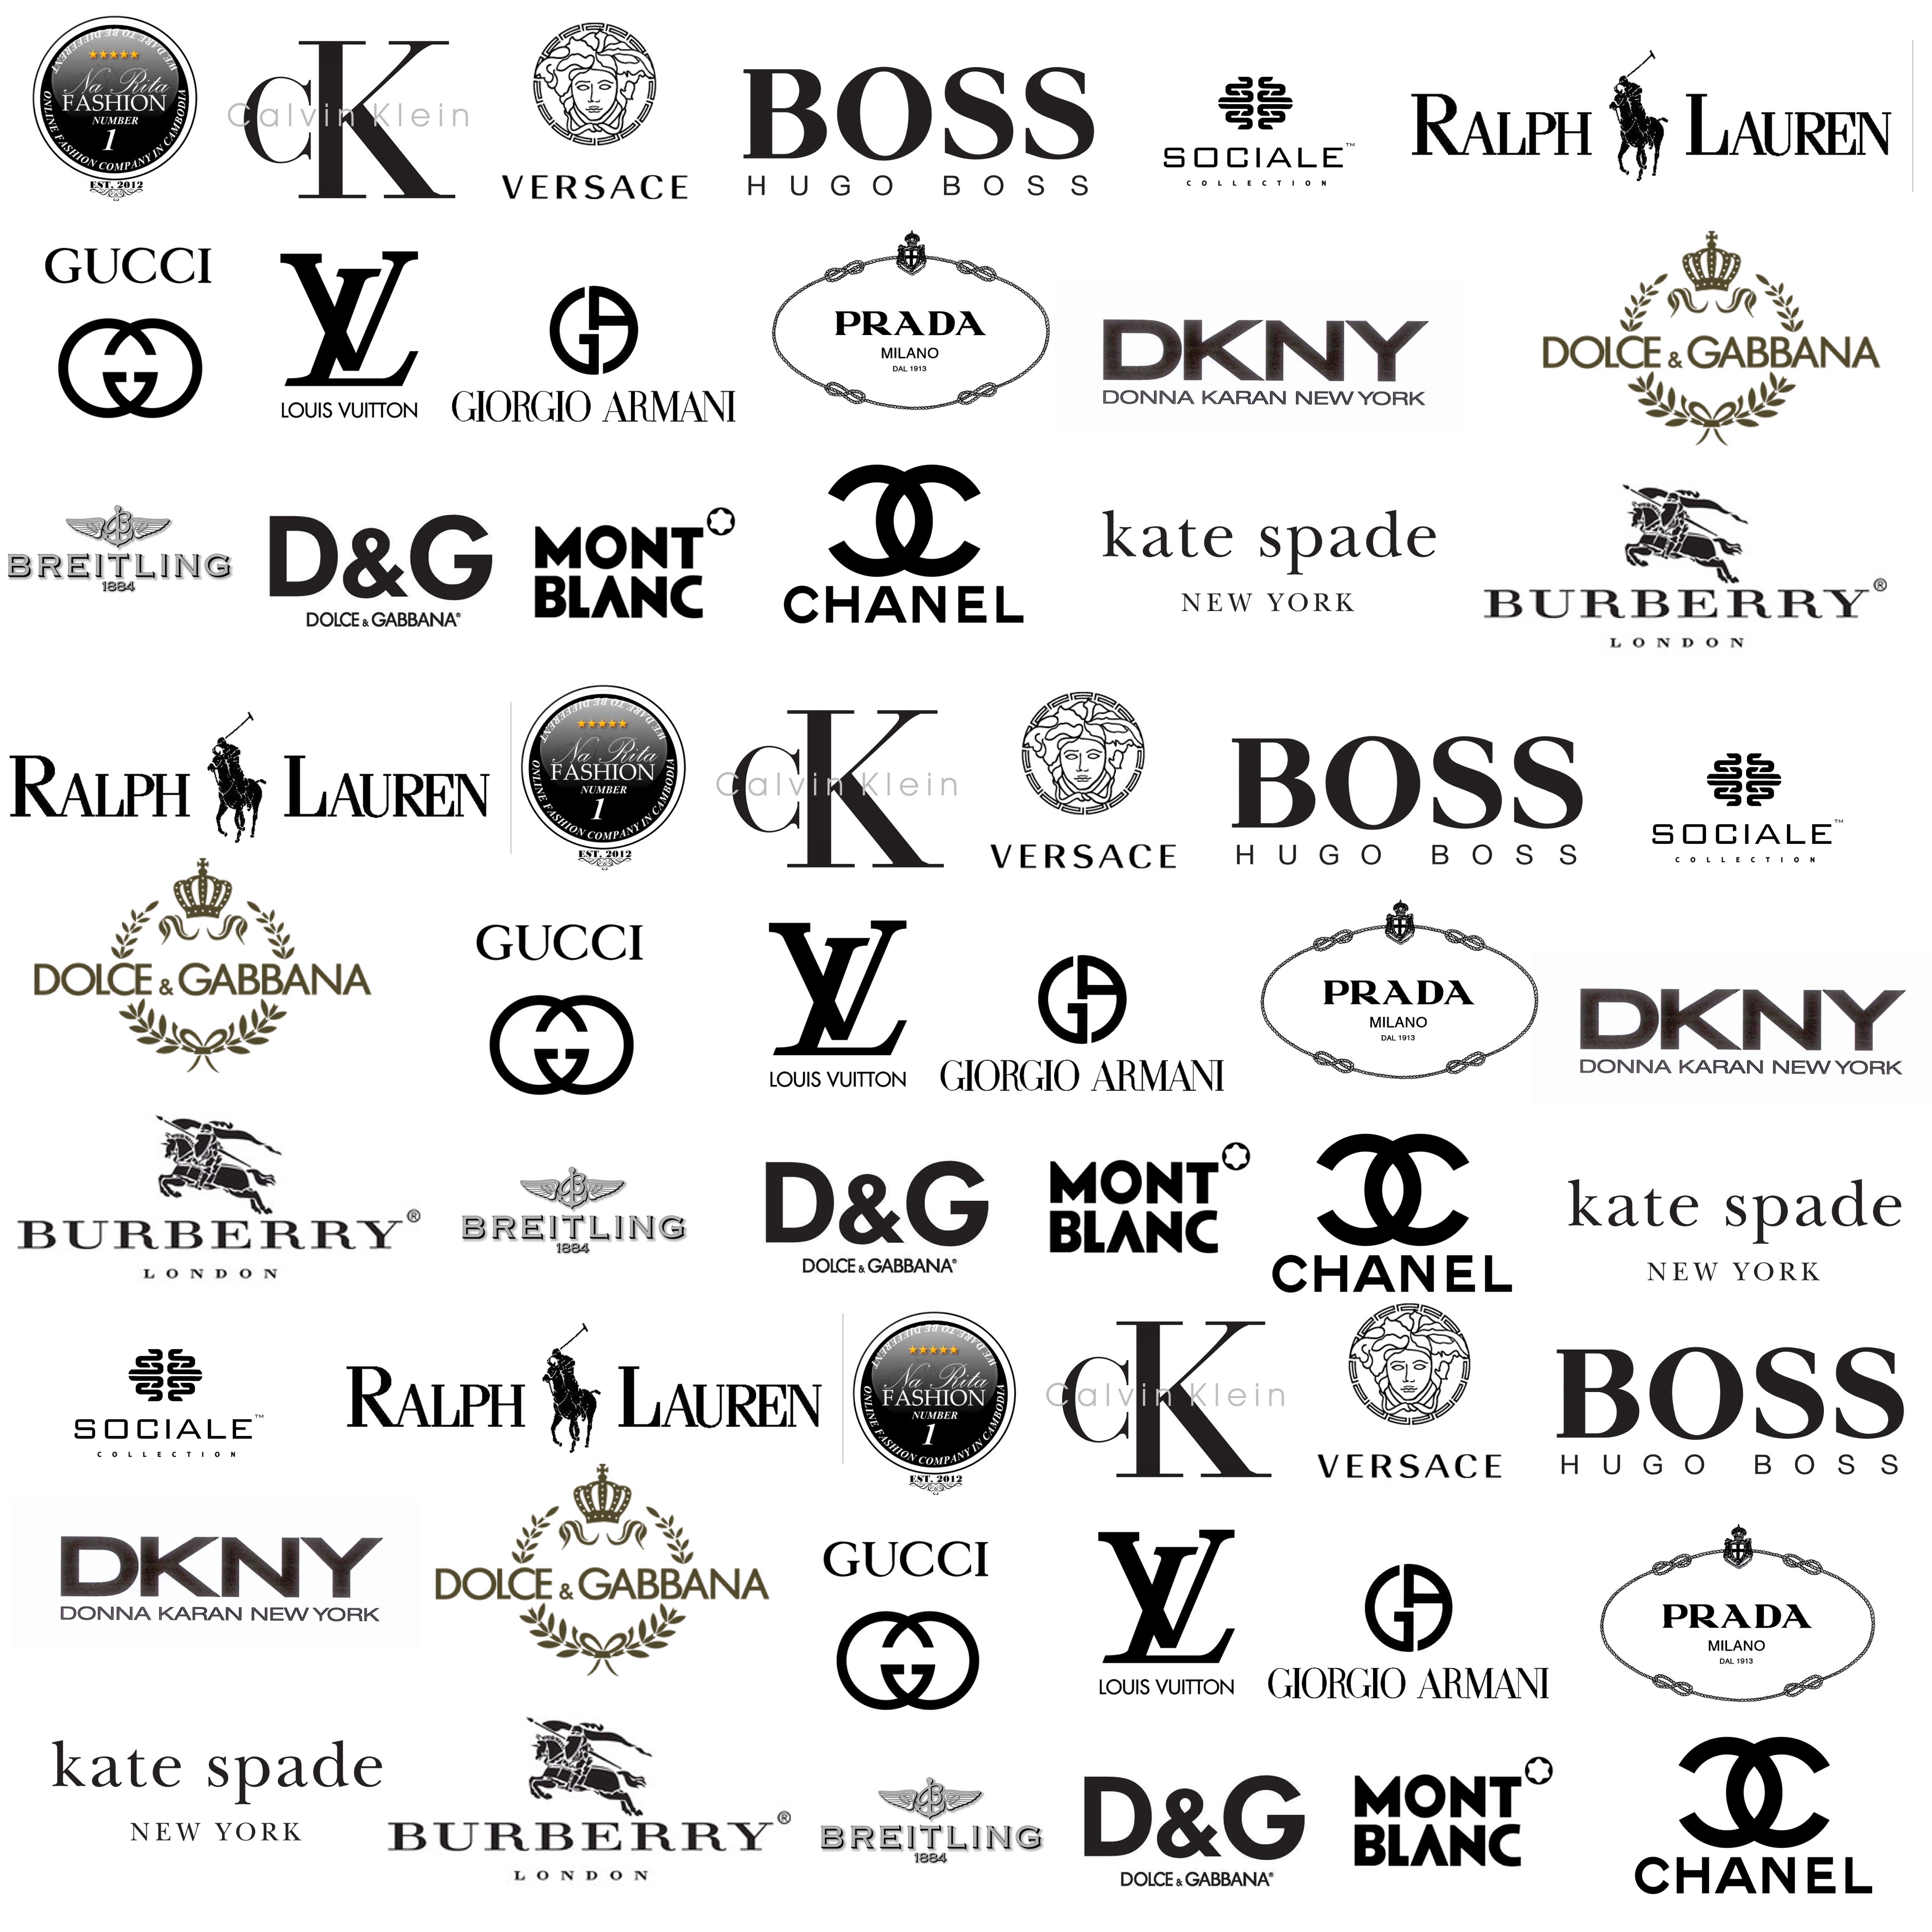 WE DARE TO BE DIFFERENT
Na Rita
FASHION
NUMBER
1
ONLINE FASHION COMPANY IN CAMBODIA
EST. 2012
cK
Calvin Klein
VERSACE
BOSS
HUGO BOSS
SOCIALE™
COLLECTION
RALPH LAUREN
GUCCI
LV
LOUIS VUITTON
GA
GIORGIO ARMANI
PRADA
MILANO
DAL 1913
DKNY
DONNA KARAN NEW YORK
DOLCE & GABBANA
B
BREITLING
1884
D&G
DOLCE & GABBANA®
MONT
BLANC
CHANEL
kate spade
NEW YORK
BURBERRY®
LONDON
RALPH LAUREN
WE DARE TO BE DIFFERENT
Na Rita
FASHION
NUMBER
1
ONLINE FASHION COMPANY IN CAMBODIA
EST. 2012
cK
Calvin Klein
VERSACE
BOSS
HUGO BOSS
SOCIALE™
COLLECTION
DOLCE & GABBANA
GUCCI
LV
LOUIS VUITTON
GA
GIORGIO ARMANI
PRADA
MILANO
DAL 1913
DKNY
DONNA KARAN NEW YORK
BURBERRY®
LONDON
B
BREITLING
1884
D&G
DOLCE & GABBANA®
MONT
BLANC
CHANEL
kate spade
NEW YORK
SOCIALE™
COLLECTION
RALPH LAUREN
WE DARE TO BE DIFFERENT
Na Rita
FASHION
NUMBER
1
ONLINE FASHION COMPANY IN CAMBODIA
EST. 2012
cK
Calvin Klein
VERSACE
BOSS
HUGO BOSS
DKNY
DONNA KARAN NEW YORK
DOLCE & GABBANA
GUCCI
LV
LOUIS VUITTON
GA
GIORGIO ARMANI
PRADA
MILANO
DAL 1913
kate spade
NEW YORK
BURBERRY®
LONDON
B
BREITLING
1884
D&G
DOLCE & GABBANA®
MONT
BLANC
CHANEL